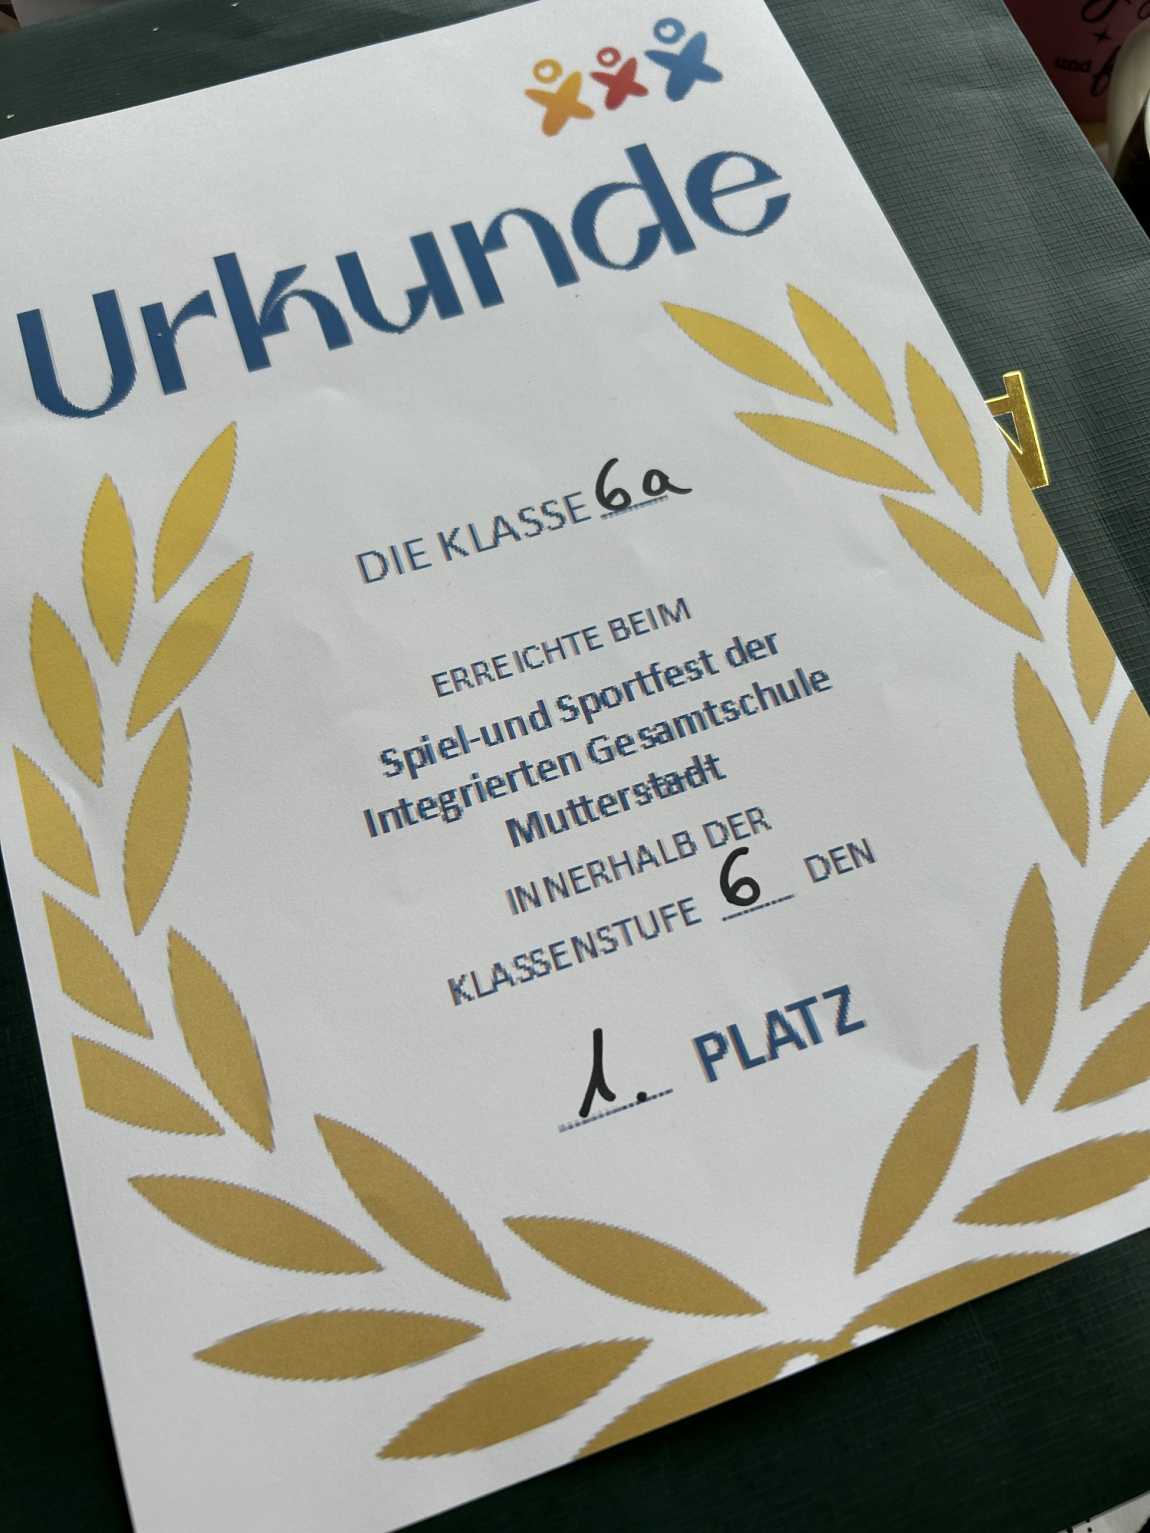 Urkunde
DIE KLASSE 6a
ERREICHTE BEIM
Spiel-und Sportfest der
Integrierten Gesamtschule
Mutterstadt
INNERHALB DER
KLASSENSTUFE 6 DEN
1. PLATZ
und